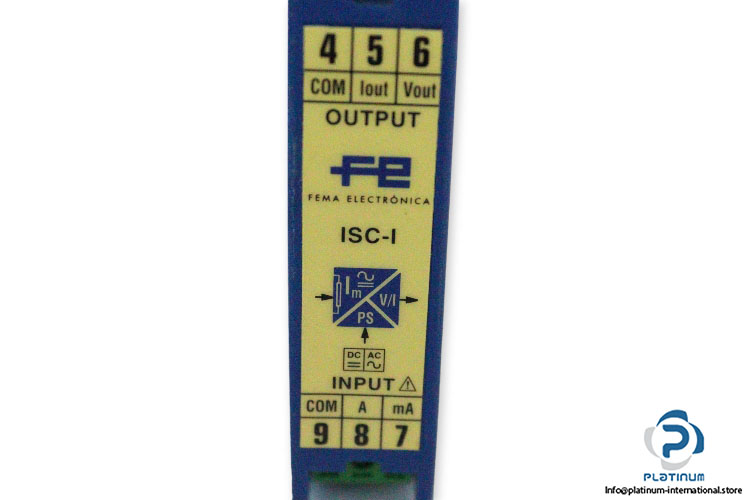 4 5 6
COM Iout Vout
OUTPUT
Fe
FEMA ELECTRÓNICA
ISC-I
Im V/I
PS
DC AC
INPUT
COM A mA
9 8 7
PLATINUM
Info@platinum-international.store